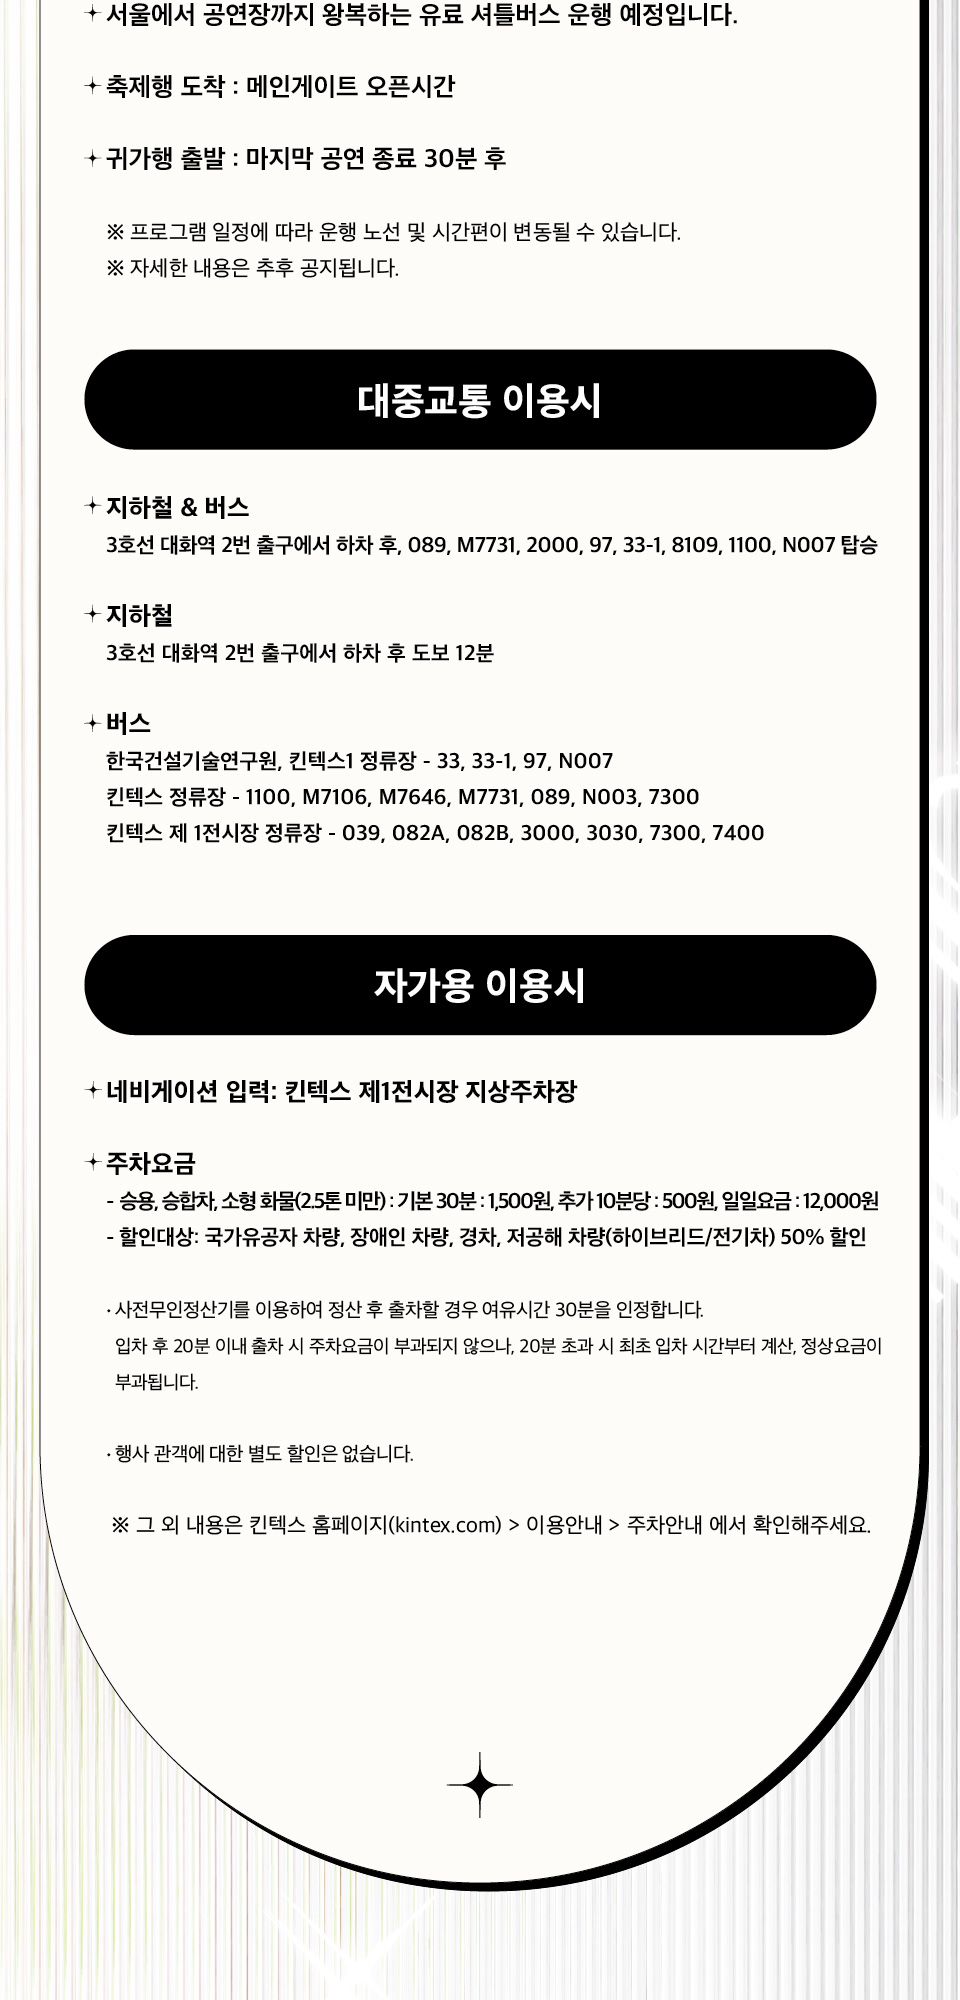 서울에서 공연장까지 왕복하는 유료 셔틀버스 운행 예정입니다.
축제행 도착 : 메인게이트 오픈시간
귀가행 출발 : 마지막 공연 종료 30분 후
※ 프로그램 일정에 따라 운행 노선 및 시간편이 변동될 수 있습니다.
※ 자세한 내용은 추후 공지됩니다.
대중교통 이용시
지하철 & 버스
3호선 대화역 2번 출구에서 하차 후, 089, M7731, 2000, 97, 33-1, 8109, 1100, N007 탑승
지하철
3호선 대화역 2번 출구에서 하차 후 도보 12분
버스
한국건설기술연구원, 킨텍스1 정류장 - 33, 33-1, 97, N007
킨텍스 정류장 - 1100, M7106, M7646, M7731, 089, N003, 7300
킨텍스 제 1전시장 정류장 - 039, 082A, 082B, 3000, 3030, 7300, 7400
자가용 이용시
네비게이션 입력: 킨텍스 제1전시장 지상주차장
주차요금
- 승용, 승합차, 소형 화물(2.5톤 미만) : 기본 30분 : 1,500원, 추가 10분당 : 500원, 일일요금 : 12,000원
- 할인대상: 국가유공자 차량, 장애인 차량, 경차, 저공해 차량(하이브리드/전기차) 50% 할인
· 사전무인정산기를 이용하여 정산 후 출차할 경우 여유시간 30분을 인정합니다.
입차 후 20분 이내 출차 시 주차요금이 부과되지 않으나, 20분 초과 시 최초 입차 시간부터 계산, 정상요금이
부과됩니다.
· 행사 관객에 대한 별도 할인은 없습니다.
※ 그 외 내용은 킨텍스 홈페이지(kintex.com) > 이용안내 > 주차안내 에서 확인해주세요.